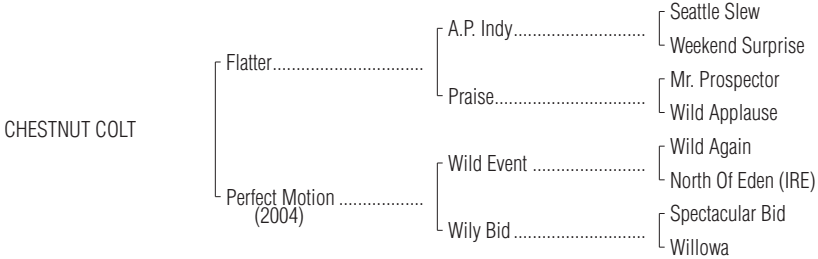 Seattle Slew
A.P. Indy..............................
Weekend Surprise
Flatter..................................
Mr. Prospector
Praise..................................
Wild Applause
CHESTNUT COLT
Wild Again
Wild Event .........................
North Of Eden (IRE)
Perfect Motion ...................
(2004)
Spectacular Bid
Wily Bid..............................
Willowa